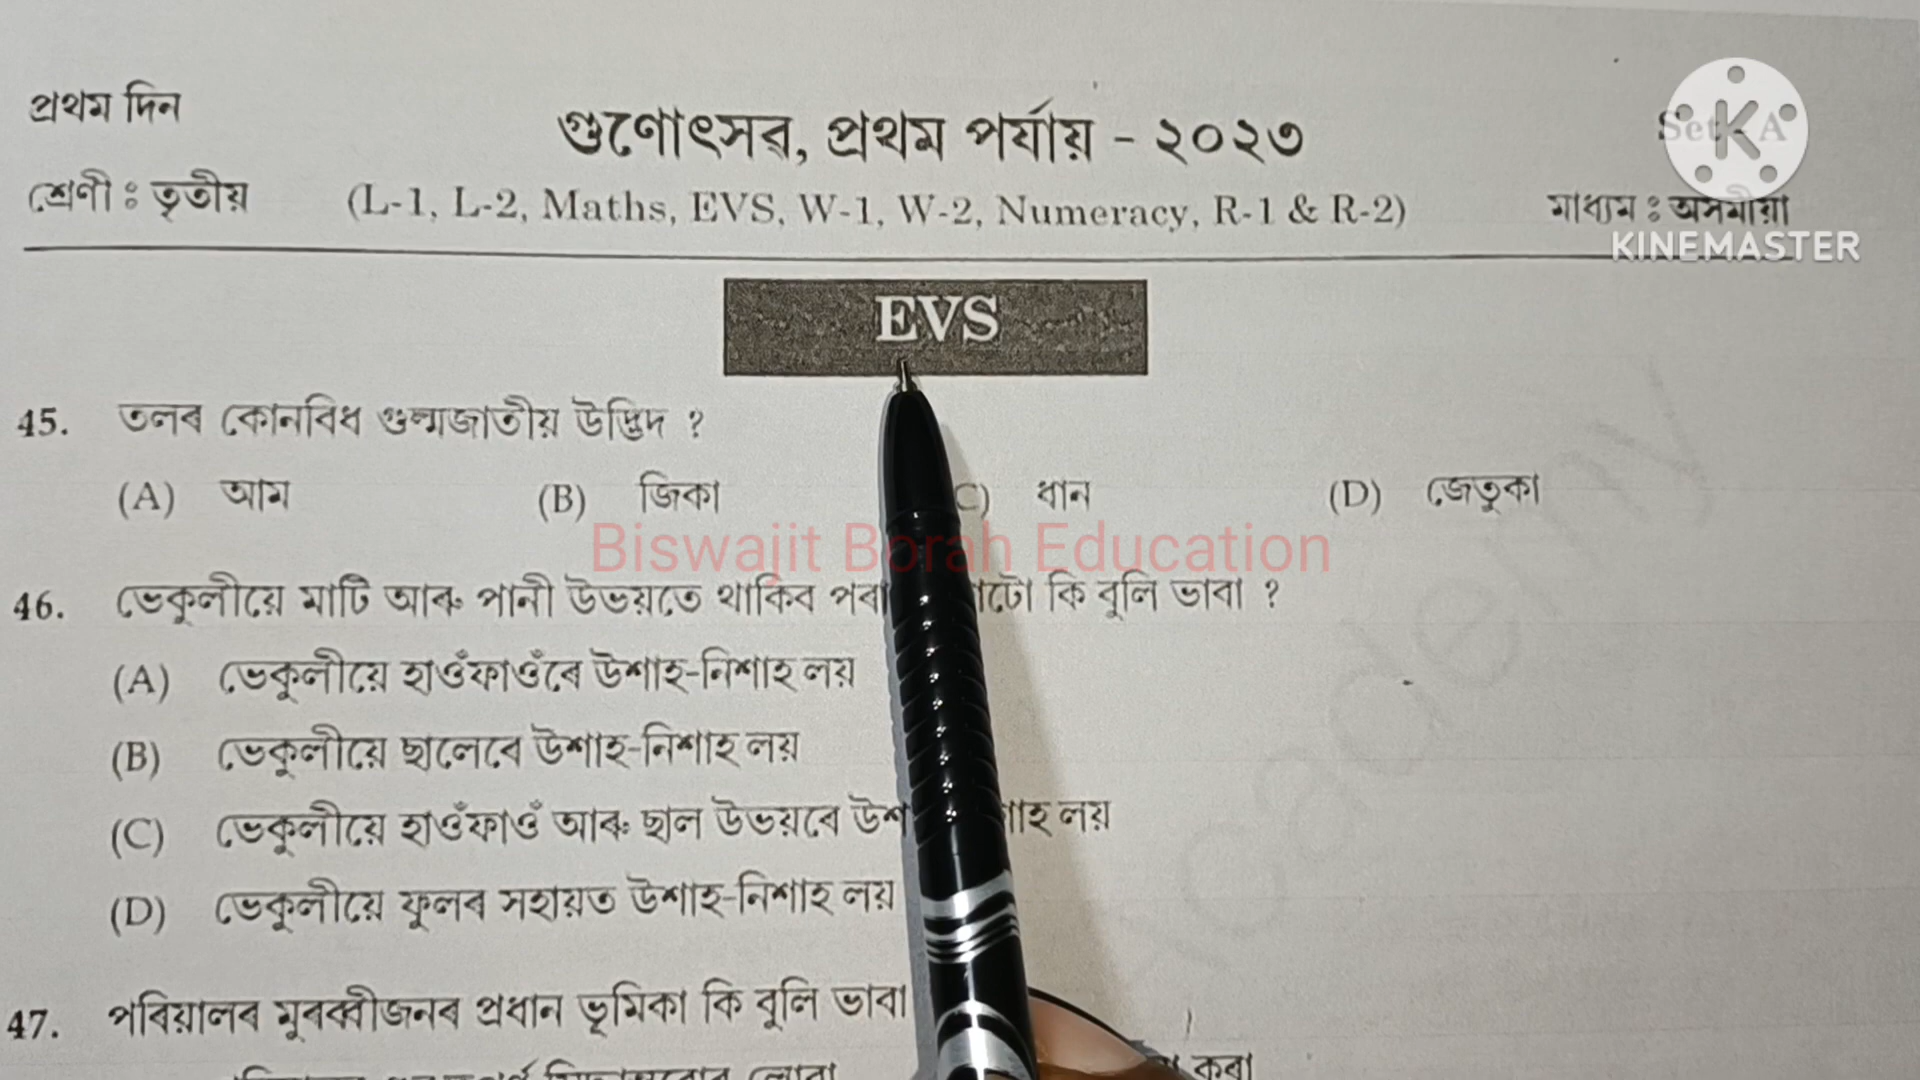 প্ৰথম দিন
গুণোৎসৱ, প্ৰথম পৰ্যায় - ২০২৩
Set - A
শ্ৰেণী : তৃতীয়
(L-1, L-2, Maths, EVS, W-1, W-2, Numeracy, R-1 & R-2)
মাধ্যম : অসমীয়া
KINEMASTER
EVS
45. তলৰ কোনবিধ গুল্মজাতীয় উদ্ভিদ ?
(A) আম (B) জিকা C) ধান (D) জেতুকা
Biswajit Borah Education
46. ভেকুলীয়ে মাটি আৰু পানী উভয়তে থাকিব কি বুলি ভাবা ?
(A) ভেকুলীয়ে হাওঁফাওঁৰে উশাহ-নিশাহ লয়
(B) ভেকুলীয়ে ছালেৰে উশাহ-নিশাহ লয়
(C) ভেকুলীয়ে হাওঁফাওঁ আৰু ছাল উভয়ৰে লয়
(D) ভেকুলীয়ে ফুলৰ সহায়ত উশাহ-নিশাহ লয়
47. পৰিয়ালৰ মুৰব্বীজনৰ প্ৰধান ভূমিকা কি বুলি ভাবা
কৰা